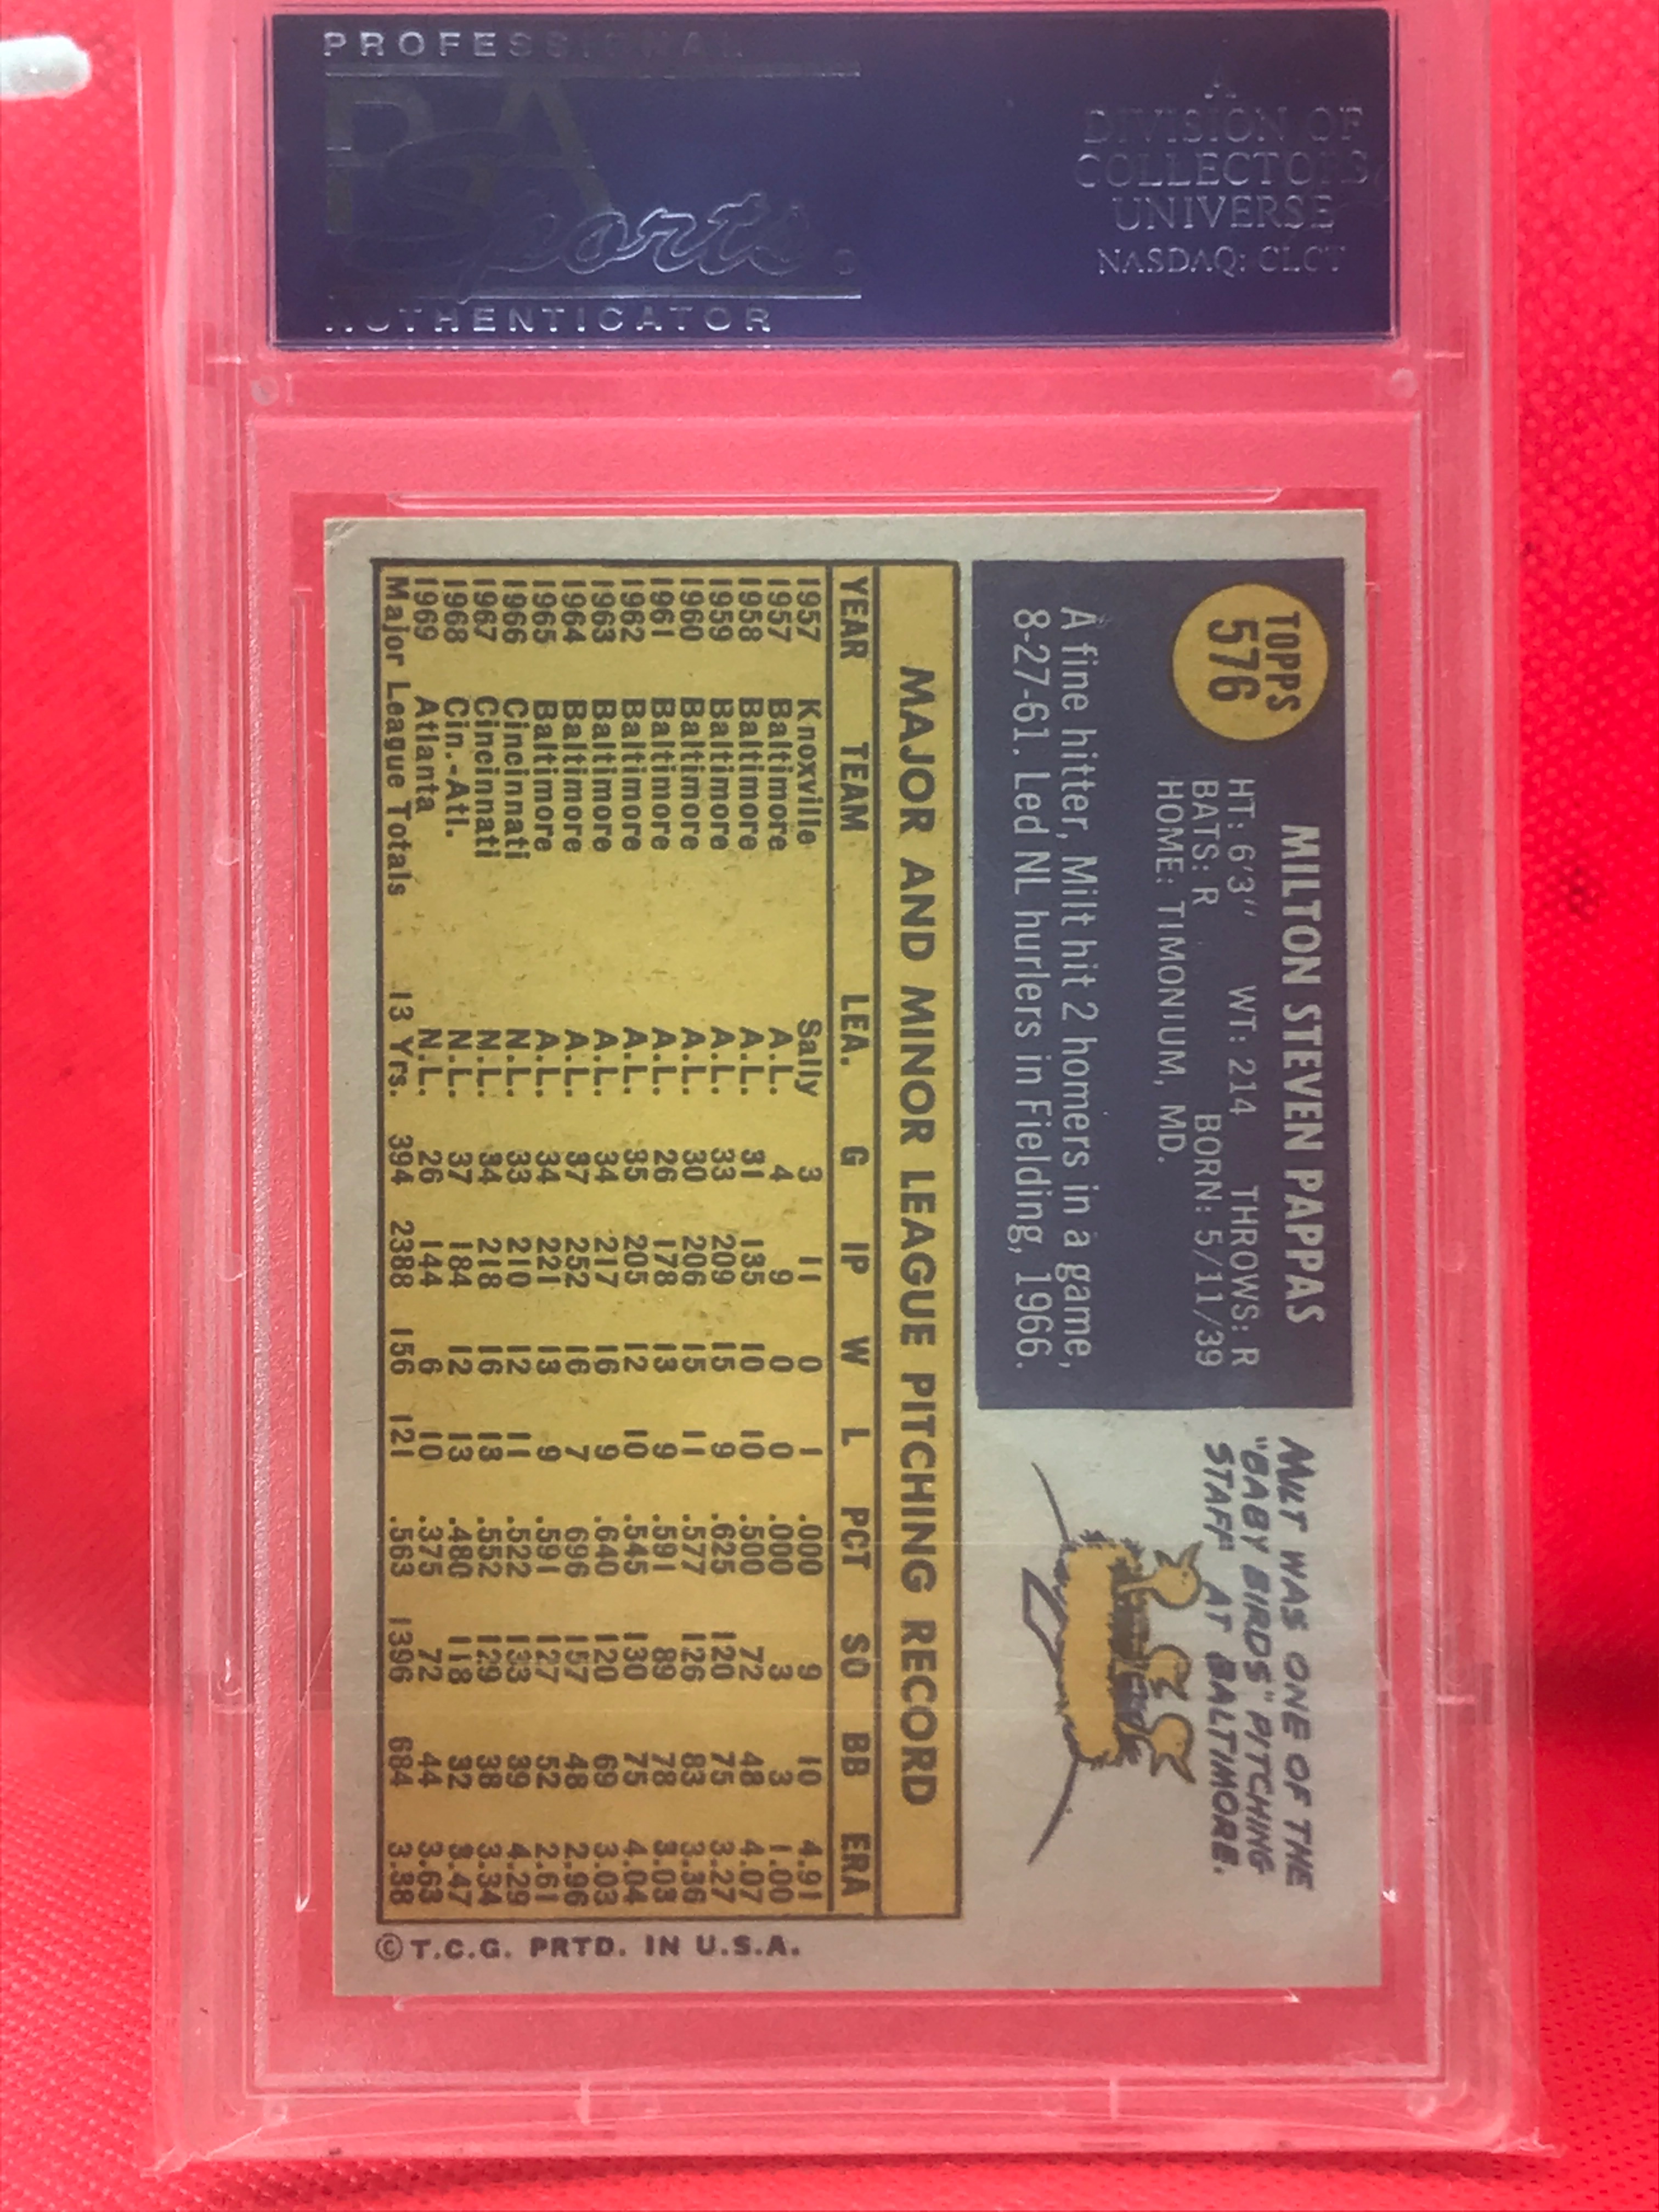 PROFESSIONAL
PSA
Sports
AUTHENTICATOR
A
DIVISION OF
COLLECTORS
UNIVERSE
NASDAQ: CLCT
TOPPS
576
MILTON STEVEN PAPPAS
HT: 6'3" WT: 214 THROWS: R
BATS: R BORN: 5/11/39
HOME: TIMONIUM, MD.
A fine hitter, Milt hit 2 homers in a game,
8-27-61. Led NL hurlers in Fielding, 1966.
MILT WAS ONE OF THE
"BABY BIRDS" PITCHING
STAFF AT BALTIMORE.
MAJOR AND MINOR LEAGUE PITCHING RECORD
YEAR TEAM LEA. G IP W L PCT SO BB ERA
1957 Knoxville Sally 3 11 0 1 .000 9 10 4.91
1957 Baltimore A.L. 4 9 0 0 .000 3 3 1.00
1958 Baltimore A.L. 31 135 10 10 .500 72 48 4.07
1959 Baltimore A.L. 33 209 15 9 .625 120 75 3.27
1960 Baltimore A.L. 30 206 15 11 .577 126 83 3.36
1961 Baltimore A.L. 26 178 13 9 .591 89 78 3.03
1962 Baltimore A.L. 35 205 12 10 .545 130 75 4.04
1963 Baltimore A.L. 34 217 16 9 .640 120 69 3.03
1964 Baltimore A.L. 37 252 16 7 .696 157 48 2.96
1965 Baltimore A.L. 34 221 13 9 .591 127 52 2.61
1966 Cincinnati N.L. 33 210 12 11 .522 133 39 4.29
1967 Cincinnati N.L. 34 218 16 13 .552 129 38 3.34
1968 Cin.-Atl. N.L. 37 184 12 13 .480 118 32 3.47
1969 Atlanta N.L. 26 144 6 10 .375 72 44 3.63
Major League Totals 13 Yrs. 394 2388 156 121 .563 1396 684 3.38
©T.C.G. PRTD. IN U.S.A.